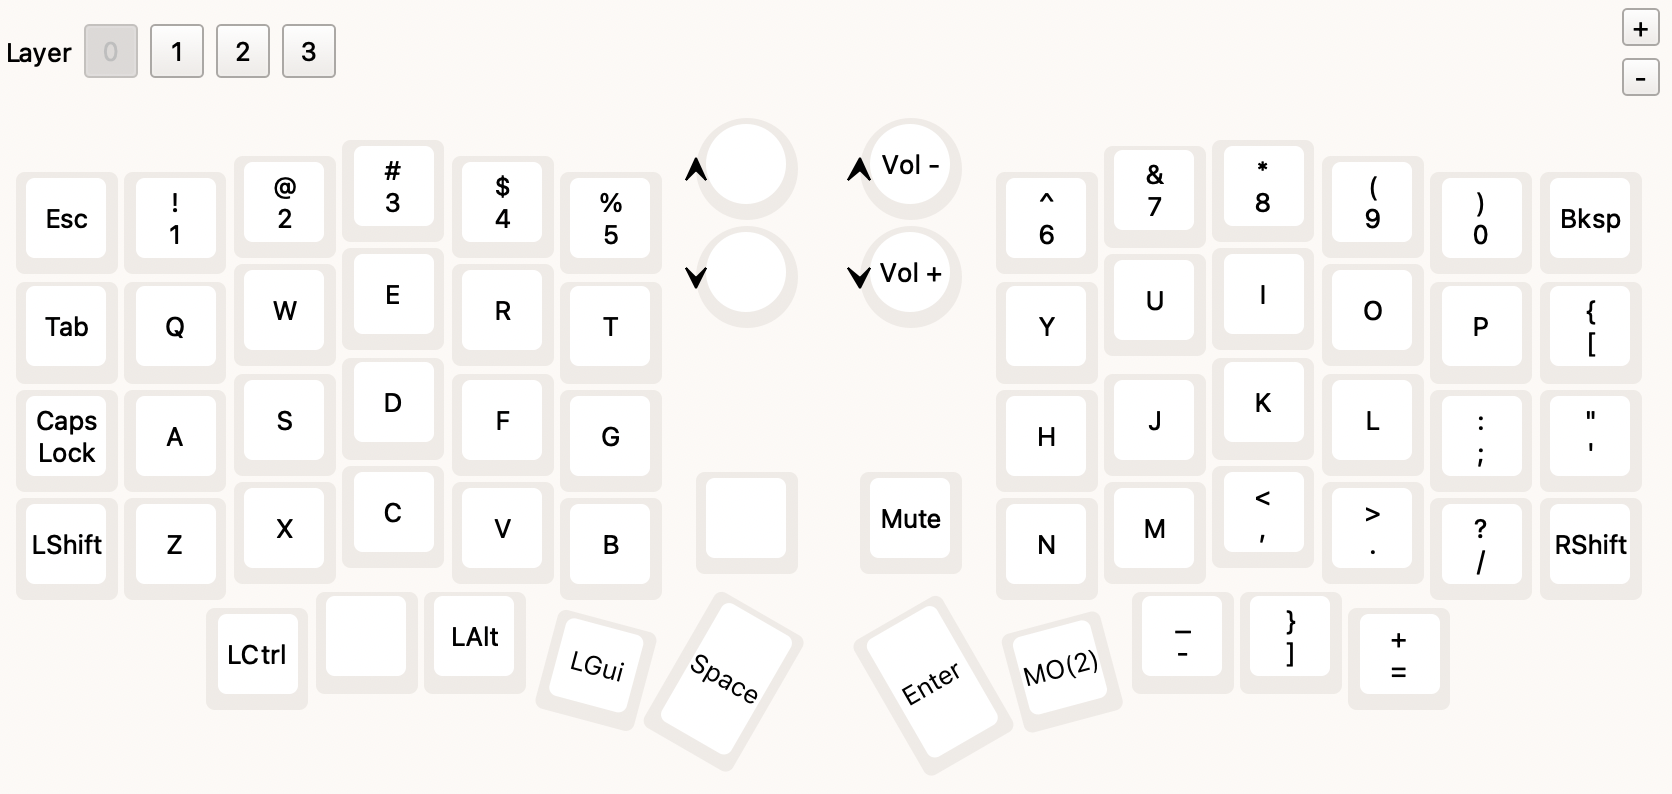 Layer 0 1 2 3
+
-
Esc
!
1
@
2
#
3
$
4
%
5
Vol -
Vol +
^
6
&
7
*
8
(
9
)
0
Bksp
Tab
Q
W
E
R
T
Y
U
I
O
P
{
[
Caps
Lock
A
S
D
F
G
H
J
K
L
:
;
"
'
LShift
Z
X
C
V
B
Mute
N
M
<
,
>
.
?
/
RShift
LCtrl
LAlt
LGui
Space
Enter
MO(2)
_
-
}
]
+
=